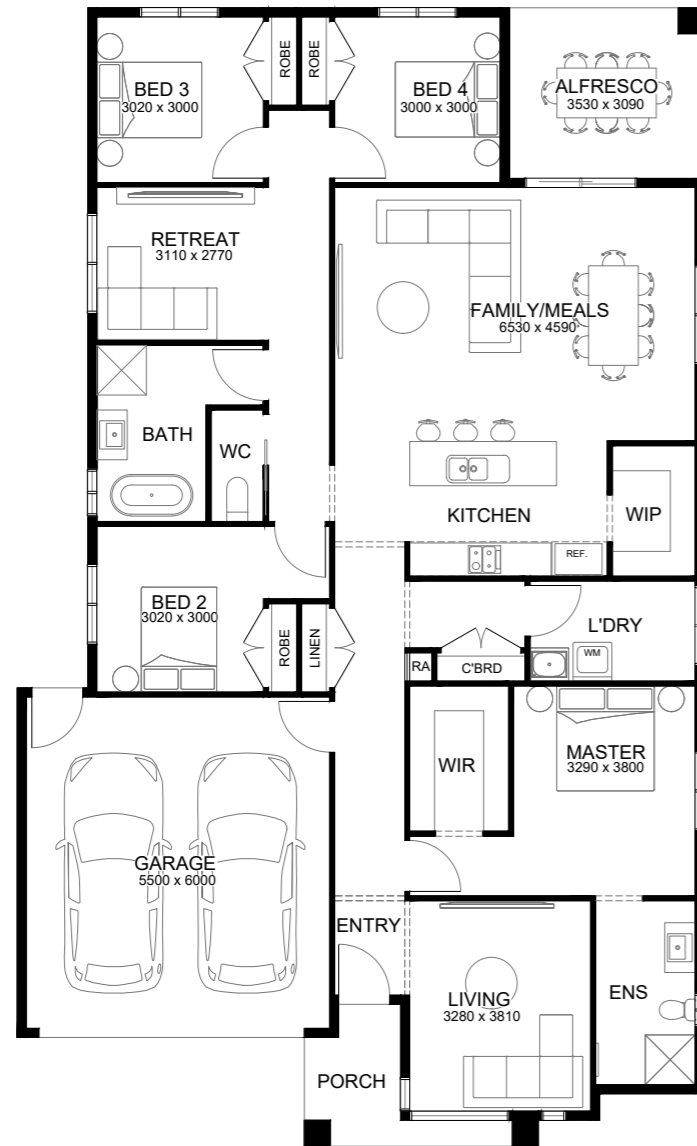 BED 3
3020 x 3000
ROBE
ROBE
BED 4
3000 x 3000
ALFRESCO
3530 x 3090
RETREAT
3110 x 2770
FAMILY/MEALS
6530 x 4590
BATH
WC
KITCHEN
WIP
REF.
BED 2
3020 x 3000
ROBE
LINEN
RA
C'BRD
L'DRY
WM
WIR
MASTER
3290 x 3800
GARAGE
5500 x 6000
ENTRY
LIVING
3280 x 3810
ENS
PORCH